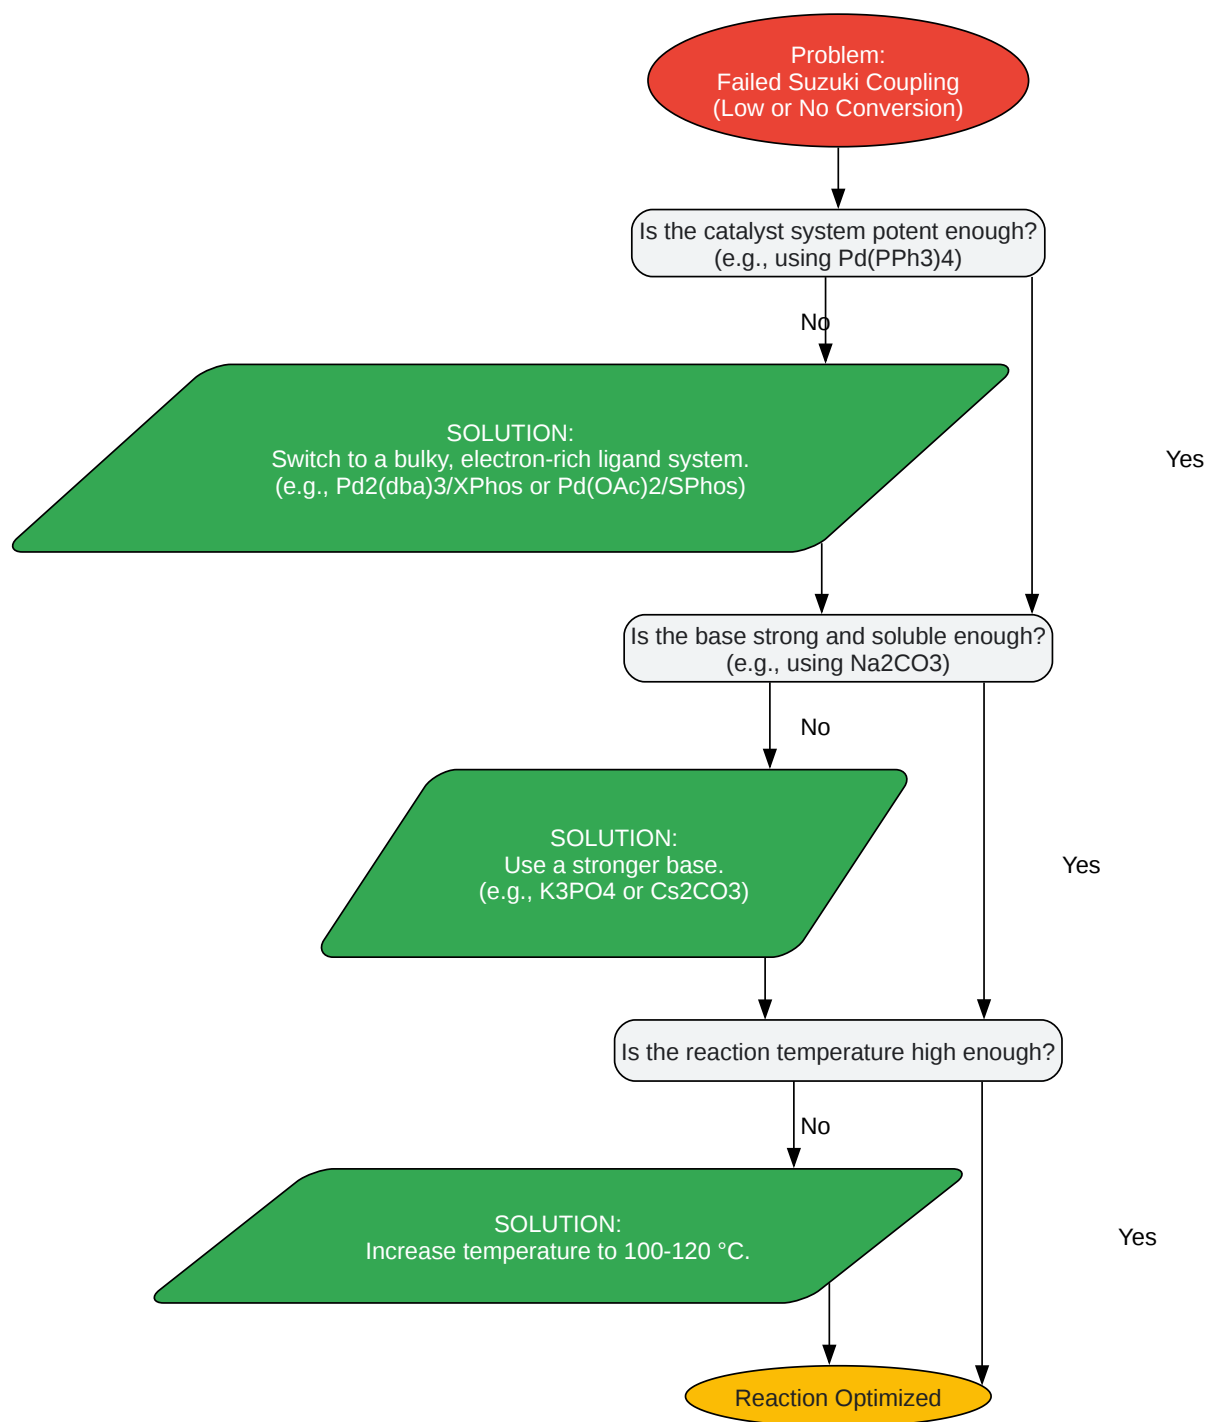 Problem:
Failed Suzuki Coupling
(Low or No Conversion)
Is the catalyst system potent enough?
(e.g., using Pd(PPh3)4)
No
SOLUTION:
Switch to a bulky, electron-rich ligand system.
(e.g., Pd2(dba)3/XPhos or Pd(OAc)2/SPhos)
Yes
Is the base strong and soluble enough?
(e.g., using Na2CO3)
No
SOLUTION:
Use a stronger base.
(e.g., K3PO4 or Cs2CO3)
Yes
Is the reaction temperature high enough?
No
SOLUTION:
Increase temperature to 100-120 °C.
Yes
Reaction Optimized